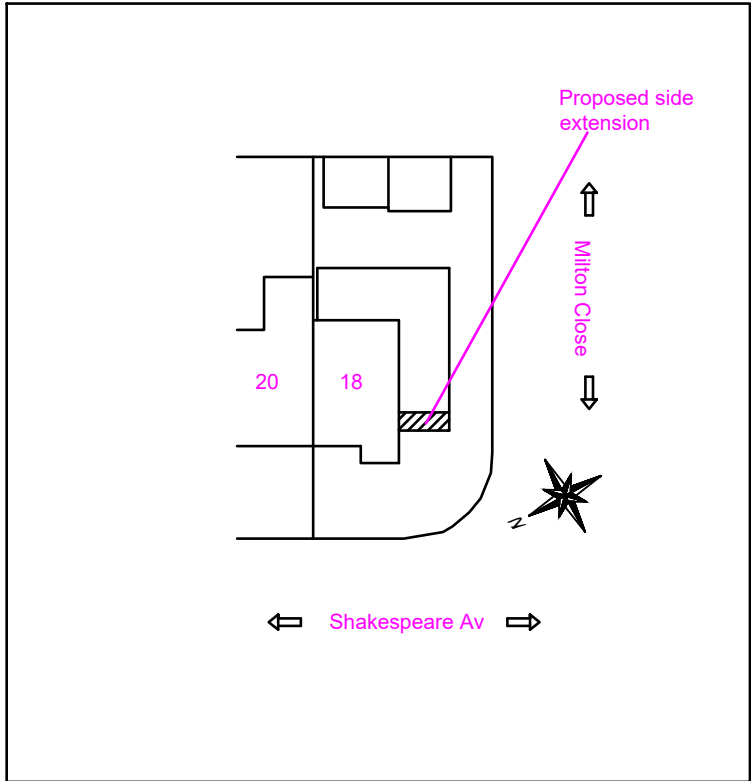 Proposed side
extension
Milton Close
20
18
N
Shakespeare Av